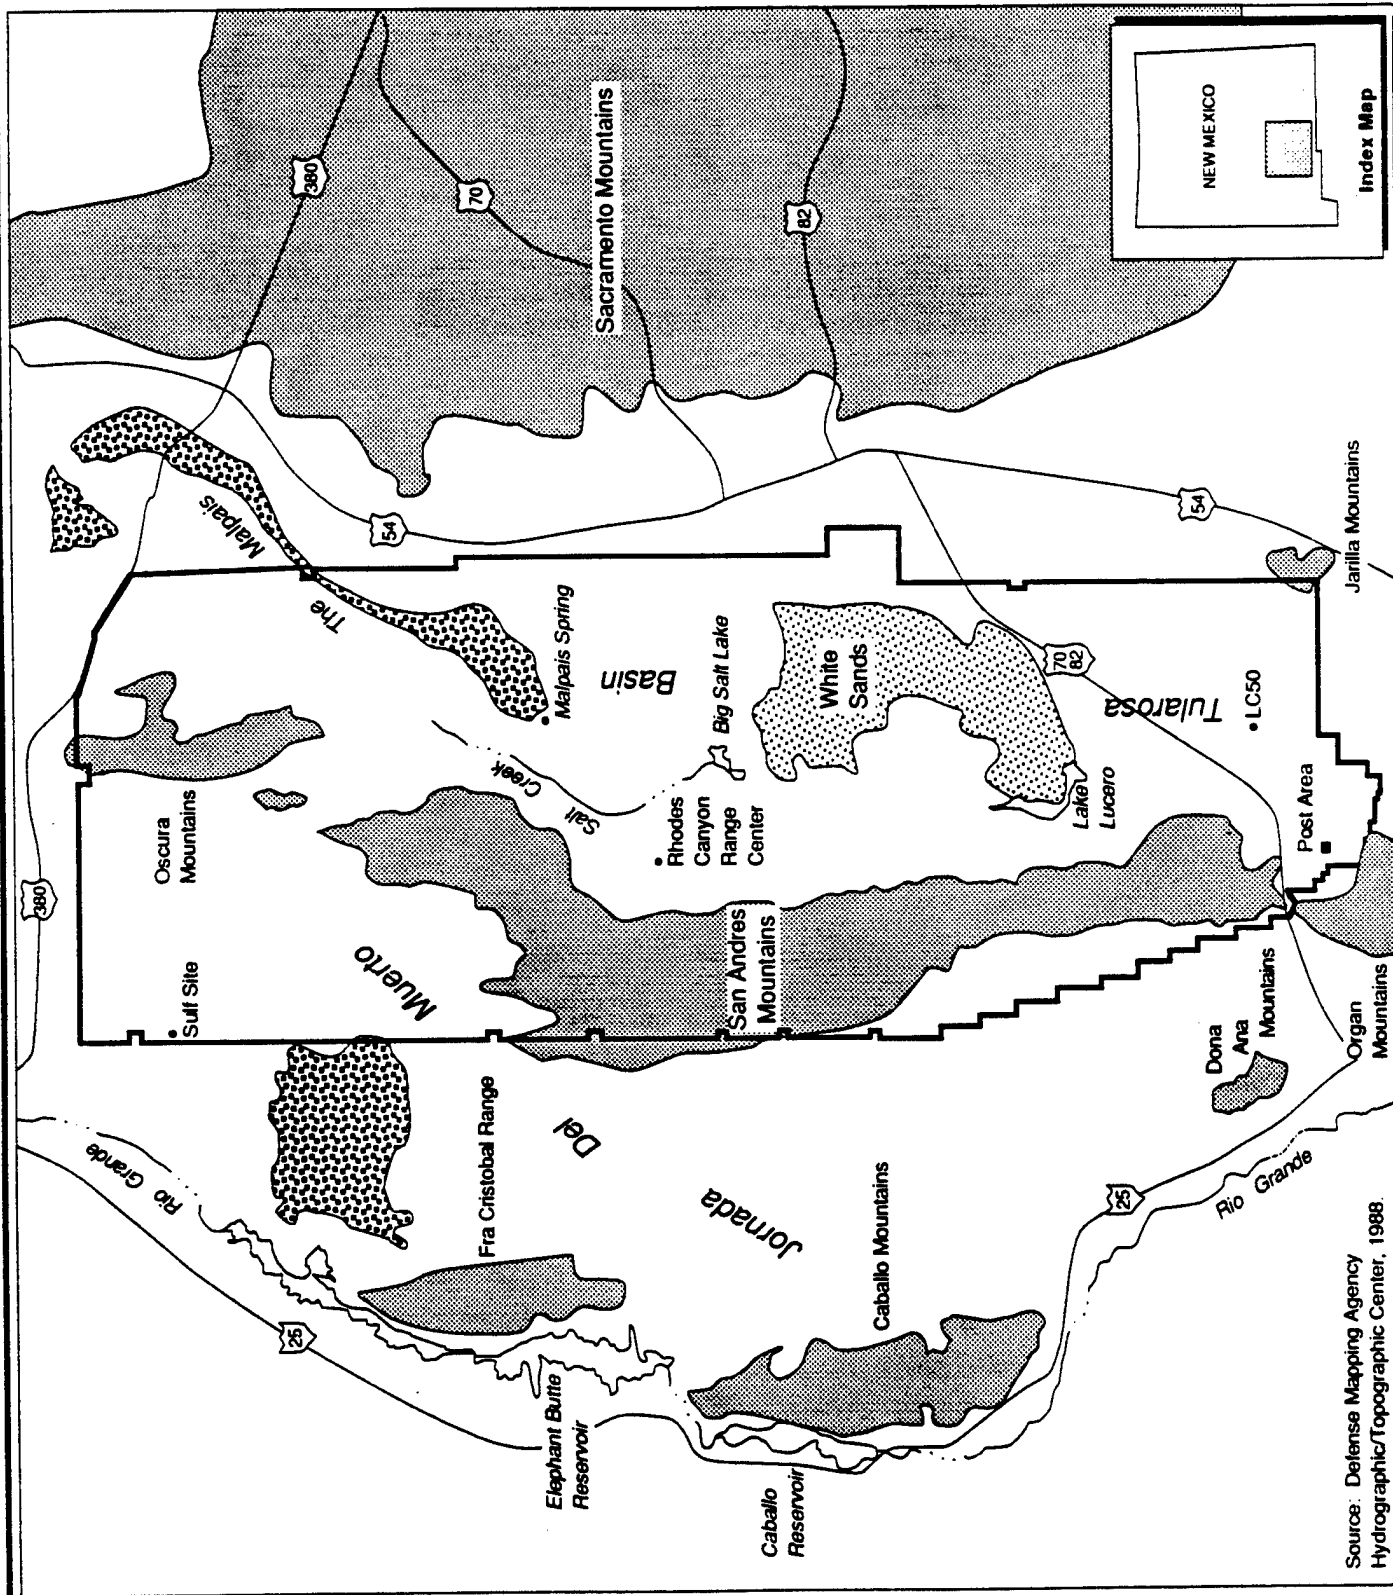 380
380
70
Sacramento Mountains
82
NEW MEXICO
Index Map
The
Malpais
54
54
Jarilla Mountains
Oscura
Mountains
Malpais Spring
Basin
Big Salt Lake
White
Sands
70
82
Tularosa
LC50
Salt
Creek
Rhodes
Canyon
Range
Center
Lake
Lucero
Post Area
Sulf Site
Muerto
San Andres
Mountains
Dona
Ana
Mountains
Organ
Mountains
Rio Grande
Fra Cristobal Range
Del
Jornada
Caballo Mountains
25
25
Rio Grande
Elephant Butte
Reservoir
Caballo
Reservoir
Source: Defense Mapping Agency
Hydrographic/Topographic Center, 1988.